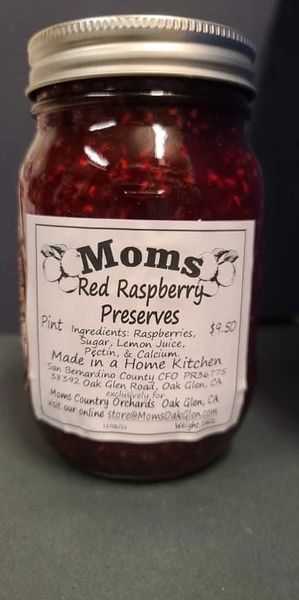 Moms
Red Raspberry
Preserves
Pint
$9.50
Ingredients: Raspberries,
Sugar, Lemon Juice,
Pectin, & Calcium.
Made in a Home Kitchen
San Bernardino County CFO PR36775
38392 Oak Glen Road, Oak Glen, CA
exclusively for
Moms Country Orchards Oak Glen, CA
visit our online store@MomsOakGlen.com
Weight